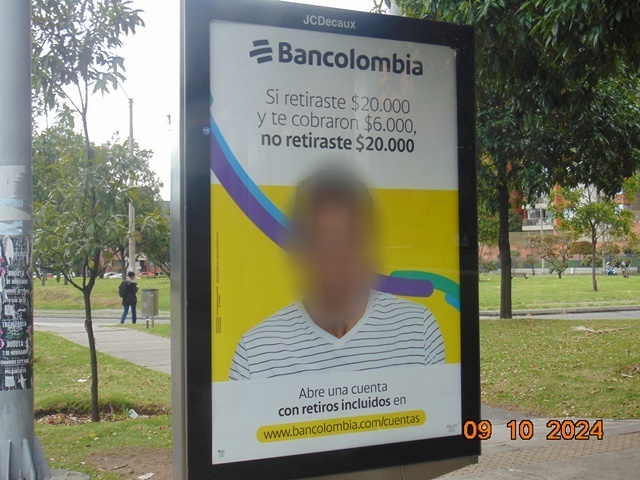 JCDecaux
Bancolombia
Si retiraste $20.000
y te cobraron $6.000,
no retiraste $20.000
Abre una cuenta
con retiros incluidos en
www.bancolombia.com/cuentas
09 10 2024
BOGOTÁ